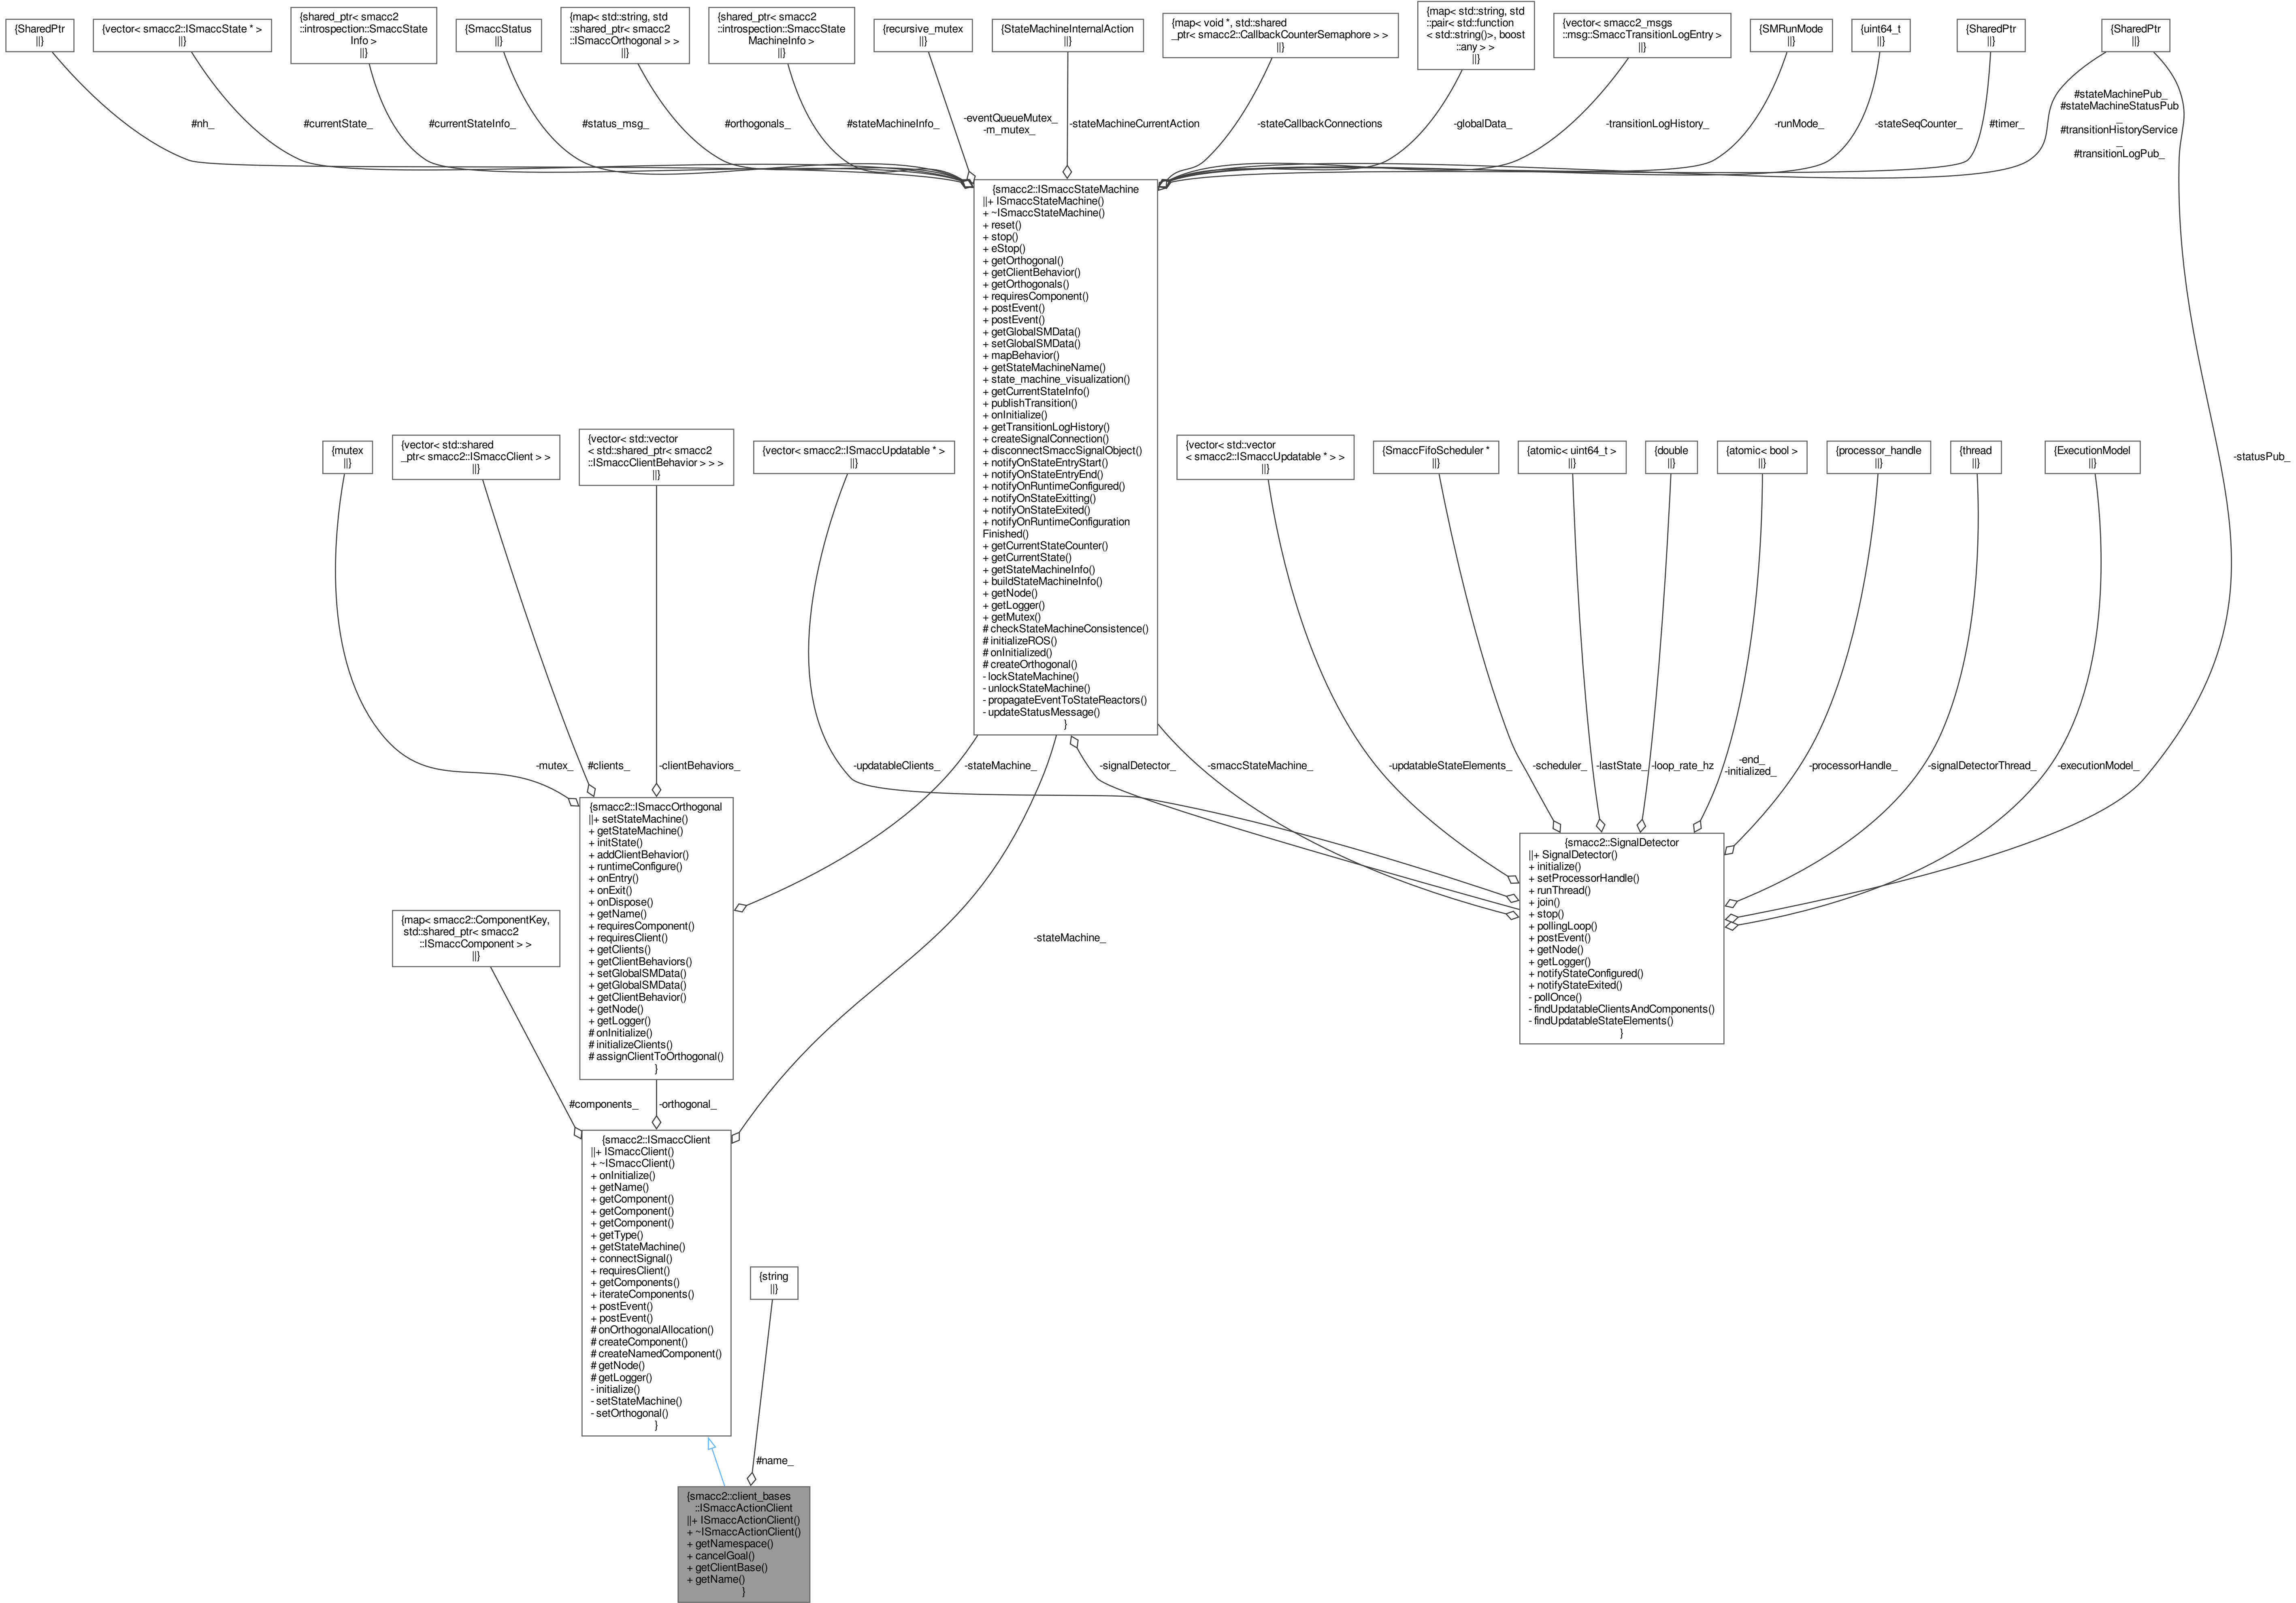 {SharedPtr
||}
{vector< smacc2::ISmaccState * >
||}
{shared_ptr< smacc2
::introspection::SmaccState
Info >
||}
{SmaccStatus
||}
{map< std::string, std
::shared_ptr< smacc2
::ISmaccOrthogonal > >
||}
{shared_ptr< smacc2
::introspection::SmaccState
MachineInfo >
||}
{recursive_mutex
||}
{StateMachineInternalAction
||}
{map< void *, std::shared
_ptr< smacc2::CallbackCounterSemaphore > >
||}
{map< std::string, std
::pair< std::function
< std::string()>, boost
::any > >
||}
{vector< smacc2_msgs
::msg::SmaccTransitionLogEntry >
||}
{SMRunMode
||}
{uint64_t
||}
{SharedPtr
||}
{SharedPtr
||}
#nh_
#currentState_
#currentStateInfo_
#status_msg_
#orthogonals_
#stateMachineInfo_
-eventQueueMutex_
-m_mutex_
-stateMachineCurrentAction
-stateCallbackConnections
-globalData_
-transitionLogHistory_
-runMode_
-stateSeqCounter_
#timer_
#stateMachinePub_
#stateMachineStatusPub
_
#transitionHistoryService
_
#transitionLogPub_
{smacc2::ISmaccStateMachine
||+ ISmaccStateMachine()
+ ~ISmaccStateMachine()
+ reset()
+ stop()
+ eStop()
+ getOrthogonal()
+ getClientBehavior()
+ getOrthogonals()
+ requiresComponent()
+ postEvent()
+ postEvent()
+ getGlobalSMData()
+ setGlobalSMData()
+ mapBehavior()
+ getStateMachineName()
+ state_machine_visualization()
+ getCurrentStateInfo()
+ publishTransition()
+ onInitialize()
+ getTransitionLogHistory()
+ createSignalConnection()
+ disconnectSmaccSignalObject()
+ notifyOnStateEntryStart()
+ notifyOnStateEntryEnd()
+ notifyOnRuntimeConfigured()
+ notifyOnStateExitting()
+ notifyOnStateExited()
+ notifyOnRuntimeConfiguration
Finished()
+ getCurrentStateCounter()
+ getCurrentState()
+ getStateMachineInfo()
+ buildStateMachineInfo()
+ getNode()
+ getLogger()
+ getMutex()
# checkStateMachineConsistence()
# initializeROS()
# onInitialized()
# createOrthogonal()
- lockStateMachine()
- unlockStateMachine()
- propagateEventToStateReactors()
- updateStatusMessage()
}
{mutex
||}
{vector< std::shared
_ptr< smacc2::ISmaccClient > >
||}
{vector< std::vector
< std::shared_ptr< smacc2
::ISmaccClientBehavior > > >
||}
{vector< smacc2::ISmaccUpdatable * >
||}
{vector< std::vector
< smacc2::ISmaccUpdatable * > >
||}
{SmaccFifoScheduler *
||}
{atomic< uint64_t >
||}
{double
||}
{atomic< bool >
||}
{processor_handle
||}
{thread
||}
{ExecutionModel
||}
-statusPub_
-mutex_
#clients_
-clientBehaviors_
-updatableClients_
-stateMachine_
-signalDetector_
-smaccStateMachine_
-updatableStateElements_
-scheduler_
-lastState_
-loop_rate_hz
-end_
-initialized_
-processorHandle_
-signalDetectorThread_
-executionModel_
{smacc2::ISmaccOrthogonal
||+ setStateMachine()
+ getStateMachine()
+ initState()
+ addClientBehavior()
+ runtimeConfigure()
+ onEntry()
+ onExit()
+ onDispose()
+ getName()
+ requiresComponent()
+ requiresClient()
+ getClients()
+ getClientBehaviors()
+ setGlobalSMData()
+ getGlobalSMData()
+ getClientBehavior()
+ getNode()
+ getLogger()
# onInitialize()
# initializeClients()
# assignClientToOrthogonal()
}
{smacc2::SignalDetector
||+ SignalDetector()
+ initialize()
+ setProcessorHandle()
+ runThread()
+ join()
+ stop()
+ pollingLoop()
+ postEvent()
+ getNode()
+ getLogger()
+ notifyStateConfigured()
+ notifyStateExited()
- pollOnce()
- findUpdatableClientsAndComponents()
- findUpdatableStateElements()
}
{map< smacc2::ComponentKey,
std::shared_ptr< smacc2
::ISmaccComponent > >
||}
-stateMachine_
#components_
-orthogonal_
{smacc2::ISmaccClient
||+ ISmaccClient()
+ ~ISmaccClient()
+ onInitialize()
+ getName()
+ getComponent()
+ getComponent()
+ getComponent()
+ getType()
+ getStateMachine()
+ connectSignal()
+ requiresClient()
+ getComponents()
+ iterateComponents()
+ postEvent()
+ postEvent()
# onOrthogonalAllocation()
# createComponent()
# createNamedComponent()
# getNode()
# getLogger()
- initialize()
- setStateMachine()
- setOrthogonal()
}
{string
||}
#name_
{smacc2::client_bases
::ISmaccActionClient
||+ ISmaccActionClient()
+ ~ISmaccActionClient()
+ getNamespace()
+ cancelGoal()
+ getClientBase()
+ getName()
}